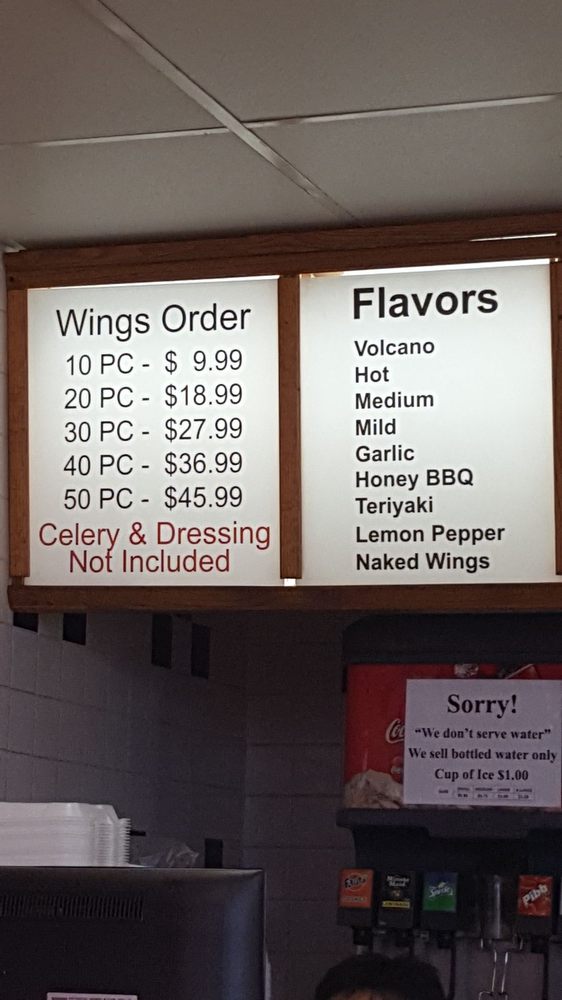 Wings Order
10 PC - $ 9.99
20 PC - $18.99
30 PC - $27.99
40 PC - $36.99
50 PC - $45.99
Celery & Dressing
Not Included
Flavors
Volcano
Hot
Medium
Mild
Garlic
Honey BBQ
Teriyaki
Lemon Pepper
Naked Wings
Sorry!
“We don’t serve water”
We sell bottled water only
Cup of Ice $1.00
Fanta
Minute Maid
LEMONADE
Sprite
Pibb